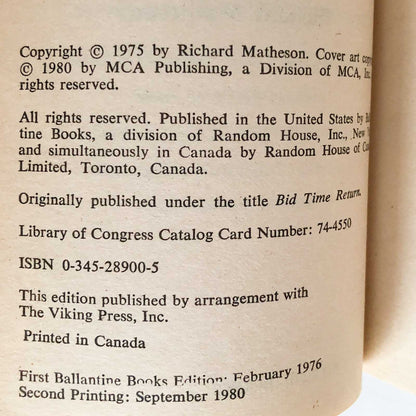 Copyright © 1975 by Richard Matheson. Cover art
© 1980 by MCA Publishing, a Division of MCA, Inc.
rights reserved.
All rights reserved. Published in the United States by
tine Books, a division of Random House, Inc., New
and simultaneously in Canada by Random House of
Limited, Toronto, Canada.
Originally published under the title Bid Time Return.
Library of Congress Catalog Card Number: 74-4550
ISBN 0-345-28900-5
This edition published by arrangement with
The Viking Press, Inc.
Printed in Canada
First Ballantine Books Edition: February 1976
Second Printing: September 1980